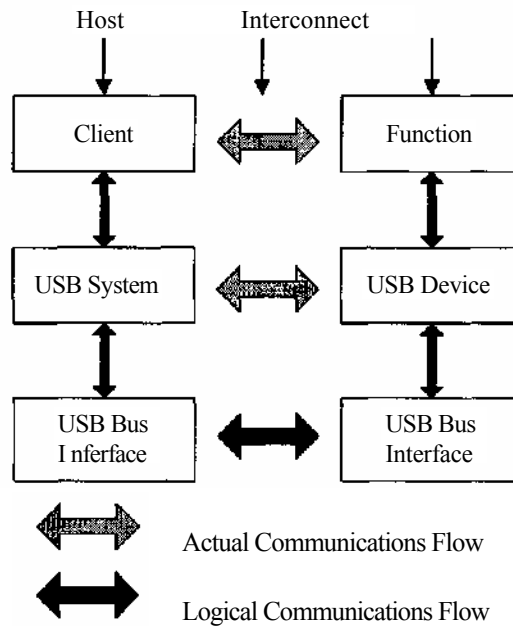 Host Interconnect
Client Function
USB System USB Device
USB Bus USB Bus
I nferface Interface
Actual Communications Flow
Logical Communications Flow